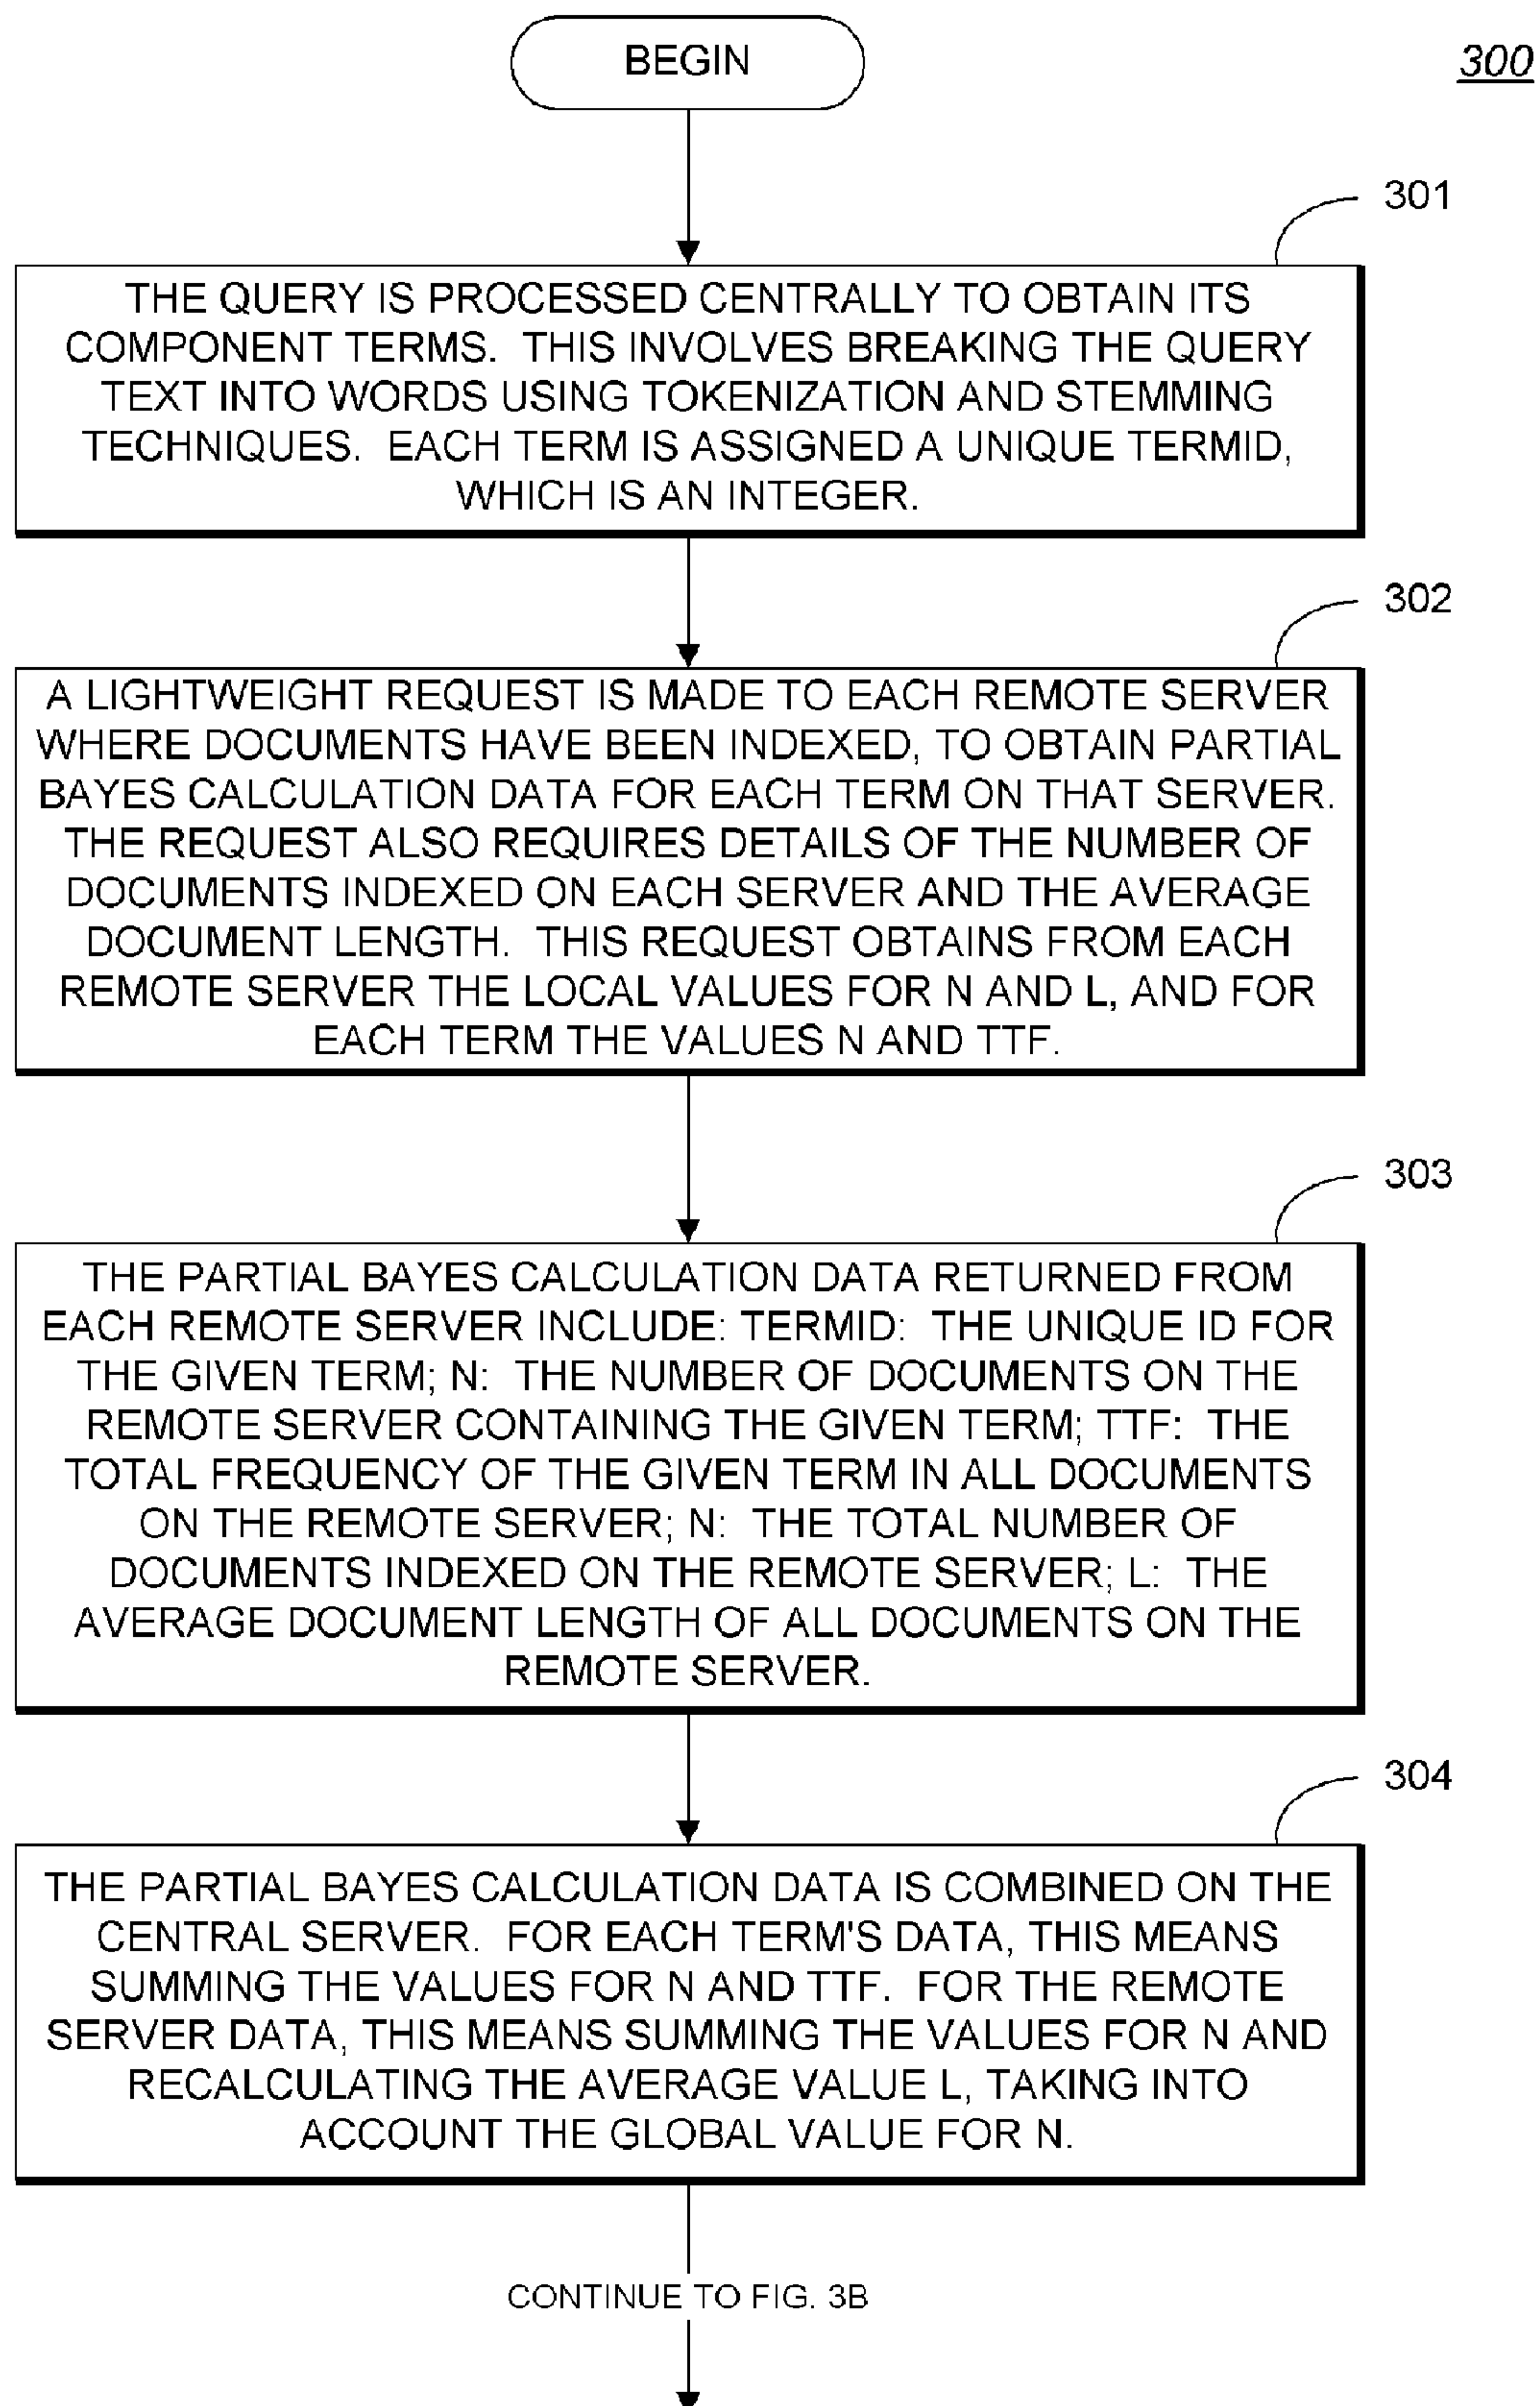 BEGIN
300
301
THE QUERY IS PROCESSED CENTRALLY TO OBTAIN ITS
COMPONENT TERMS. THIS INVOLVES BREAKING THE QUERY
TEXT INTO WORDS USING TOKENIZATION AND STEMMING
TECHNIQUES. EACH TERM IS ASSIGNED A UNIQUE TERMID,
WHICH IS AN INTEGER.
302
A LIGHTWEIGHT REQUEST IS MADE TO EACH REMOTE SERVER
WHERE DOCUMENTS HAVE BEEN INDEXED, TO OBTAIN PARTIAL
BAYES CALCULATION DATA FOR EACH TERM ON THAT SERVER.
THE REQUEST ALSO REQUIRES DETAILS OF THE NUMBER OF
DOCUMENTS INDEXED ON EACH SERVER AND THE AVERAGE
DOCUMENT LENGTH. THIS REQUEST OBTAINS FROM EACH
REMOTE SERVER THE LOCAL VALUES FOR N AND L, AND FOR
EACH TERM THE VALUES N AND TTF.
303
THE PARTIAL BAYES CALCULATION DATA RETURNED FROM
EACH REMOTE SERVER INCLUDE: TERMID: THE UNIQUE ID FOR
THE GIVEN TERM; N: THE NUMBER OF DOCUMENTS ON THE
REMOTE SERVER CONTAINING THE GIVEN TERM; TTF: THE
TOTAL FREQUENCY OF THE GIVEN TERM IN ALL DOCUMENTS
ON THE REMOTE SERVER; N: THE TOTAL NUMBER OF
DOCUMENTS INDEXED ON THE REMOTE SERVER; L: THE
AVERAGE DOCUMENT LENGTH OF ALL DOCUMENTS ON THE
REMOTE SERVER.
304
THE PARTIAL BAYES CALCULATION DATA IS COMBINED ON THE
CENTRAL SERVER. FOR EACH TERM'S DATA, THIS MEANS
SUMMING THE VALUES FOR N AND TTF. FOR THE REMOTE
SERVER DATA, THIS MEANS SUMMING THE VALUES FOR N AND
RECALCULATING THE AVERAGE VALUE L, TAKING INTO
ACCOUNT THE GLOBAL VALUE FOR N.
CONTINUE TO FIG. 3B